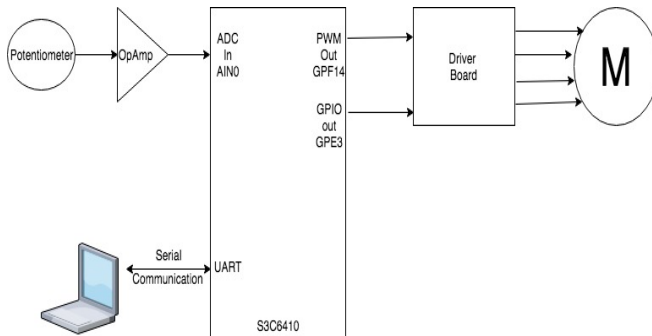 Potentiometer
OpAmp
ADC
In
AIN0
PWM
Out
GPF14
GPIO
out
GPE3
Driver
Board
M
Serial
Communication
UART
S3C6410